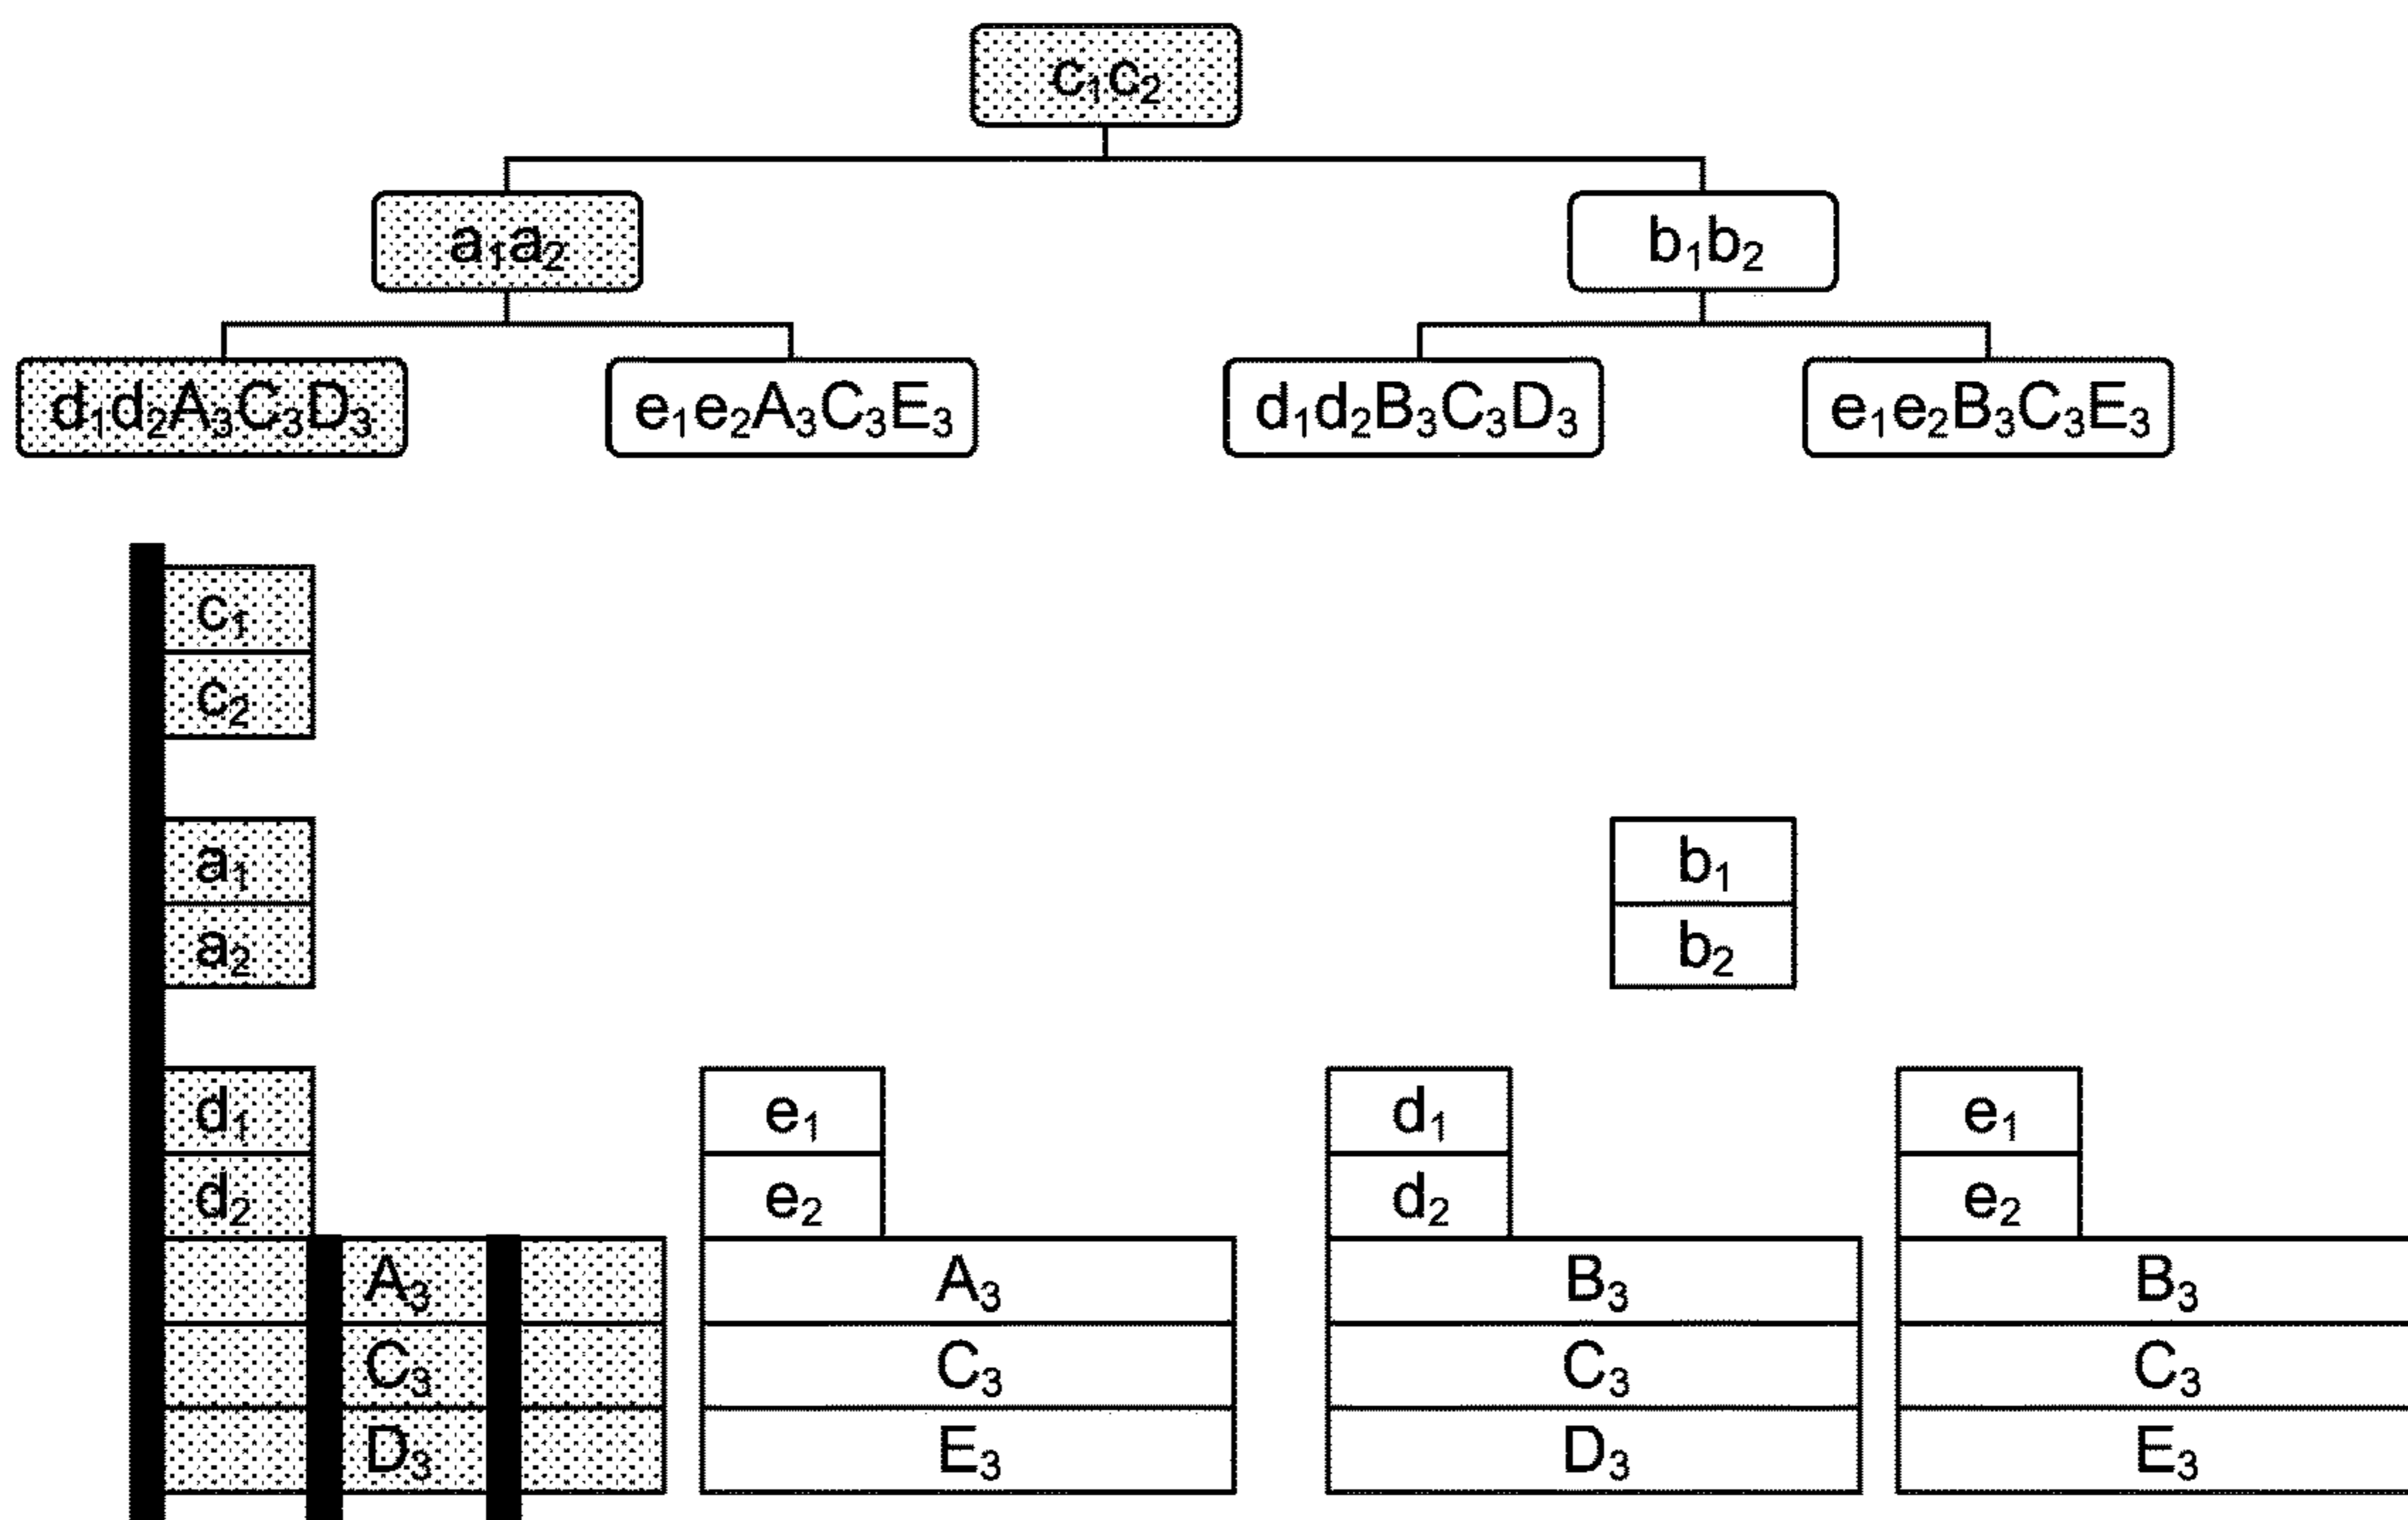 c₁c₂
a₁a₂
b₁b₂
d₁d₂A₃C₃D₃
e₁e₂A₃C₃E₃
d₁d₂B₃C₃D₃
e₁e₂B₃C₃E₃
c₁
c₂
a₁
b₁
a₂
b₂
d₁
e₁
d₁
e₁
d₂
e₂
d₂
e₂
A₃
A₃
B₃
B₃
C₃
C₃
C₃
C₃
D₃
E₃
D₃
E₃